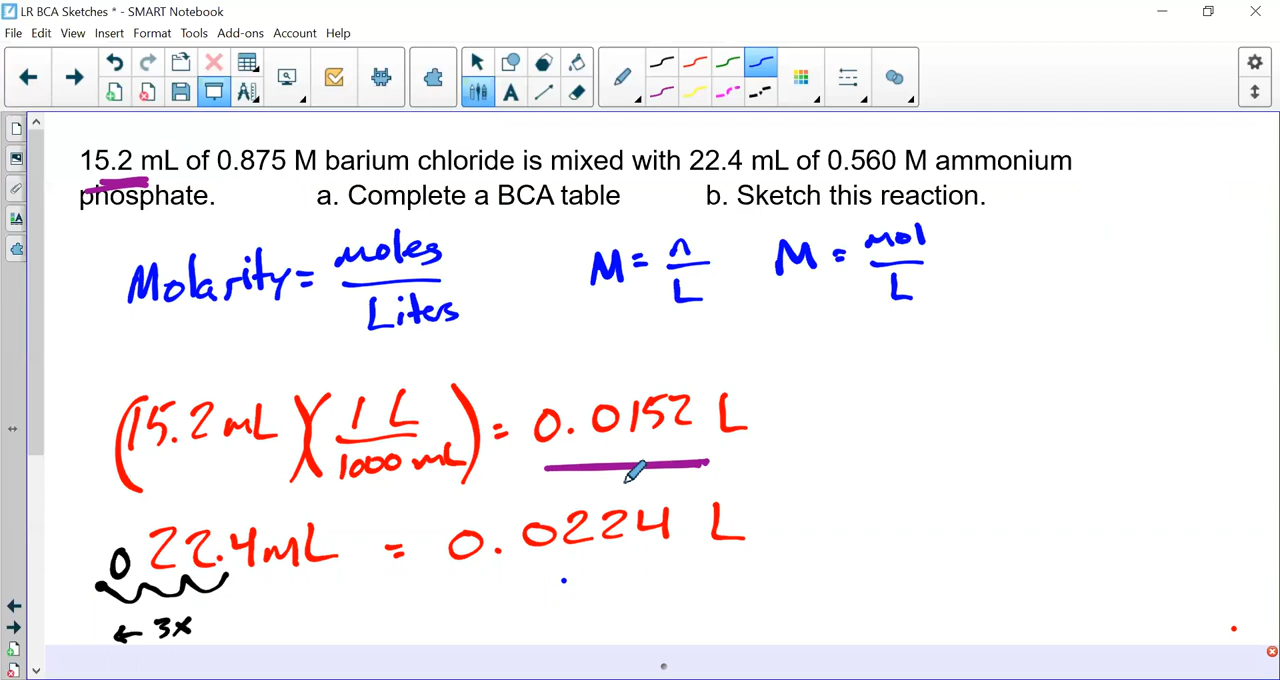 LR BCA Sketches * - SMART Notebook
File Edit View Insert Format Tools Add-ons Account Help
15.2 mL of 0.875 M barium chloride is mixed with 22.4 mL of 0.560 M ammonium
phosphate. a. Complete a BCA table b. Sketch this reaction.
Molarity = moles / Liters M = n / L M = mol / L
(15.2 mL)(1 L / 1000 mL) = 0.0152 L
0 22.4 mL = 0.0224 L
← 3x